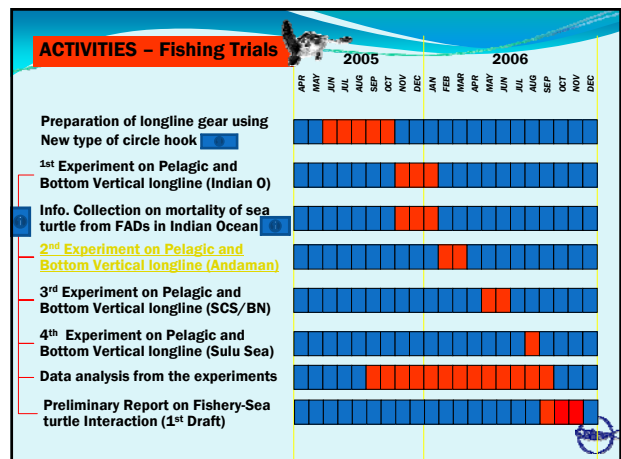 ACTIVITIES – Fishing Trials
2005 2006
APR MAY JUN JUL AUG SEP OCT NOV DEC JAN FEB MAR APR MAY JUN JUL AUG SEP OCT NOV DEC
Preparation of longline gear using
New type of circle hook
1st Experiment on Pelagic and
Bottom Vertical longline (Indian O)
Info. Collection on mortality of sea
turtle from FADs in Indian Ocean
2nd Experiment on Pelagic and
Bottom Vertical longline (Andaman)
3rd Experiment on Pelagic and
Bottom Vertical longline (SCS/BN)
4th Experiment on Pelagic and
Bottom Vertical longline (Sulu Sea)
Data analysis from the experiments
Preliminary Report on Fishery-Sea
turtle Interaction (1st Draft)